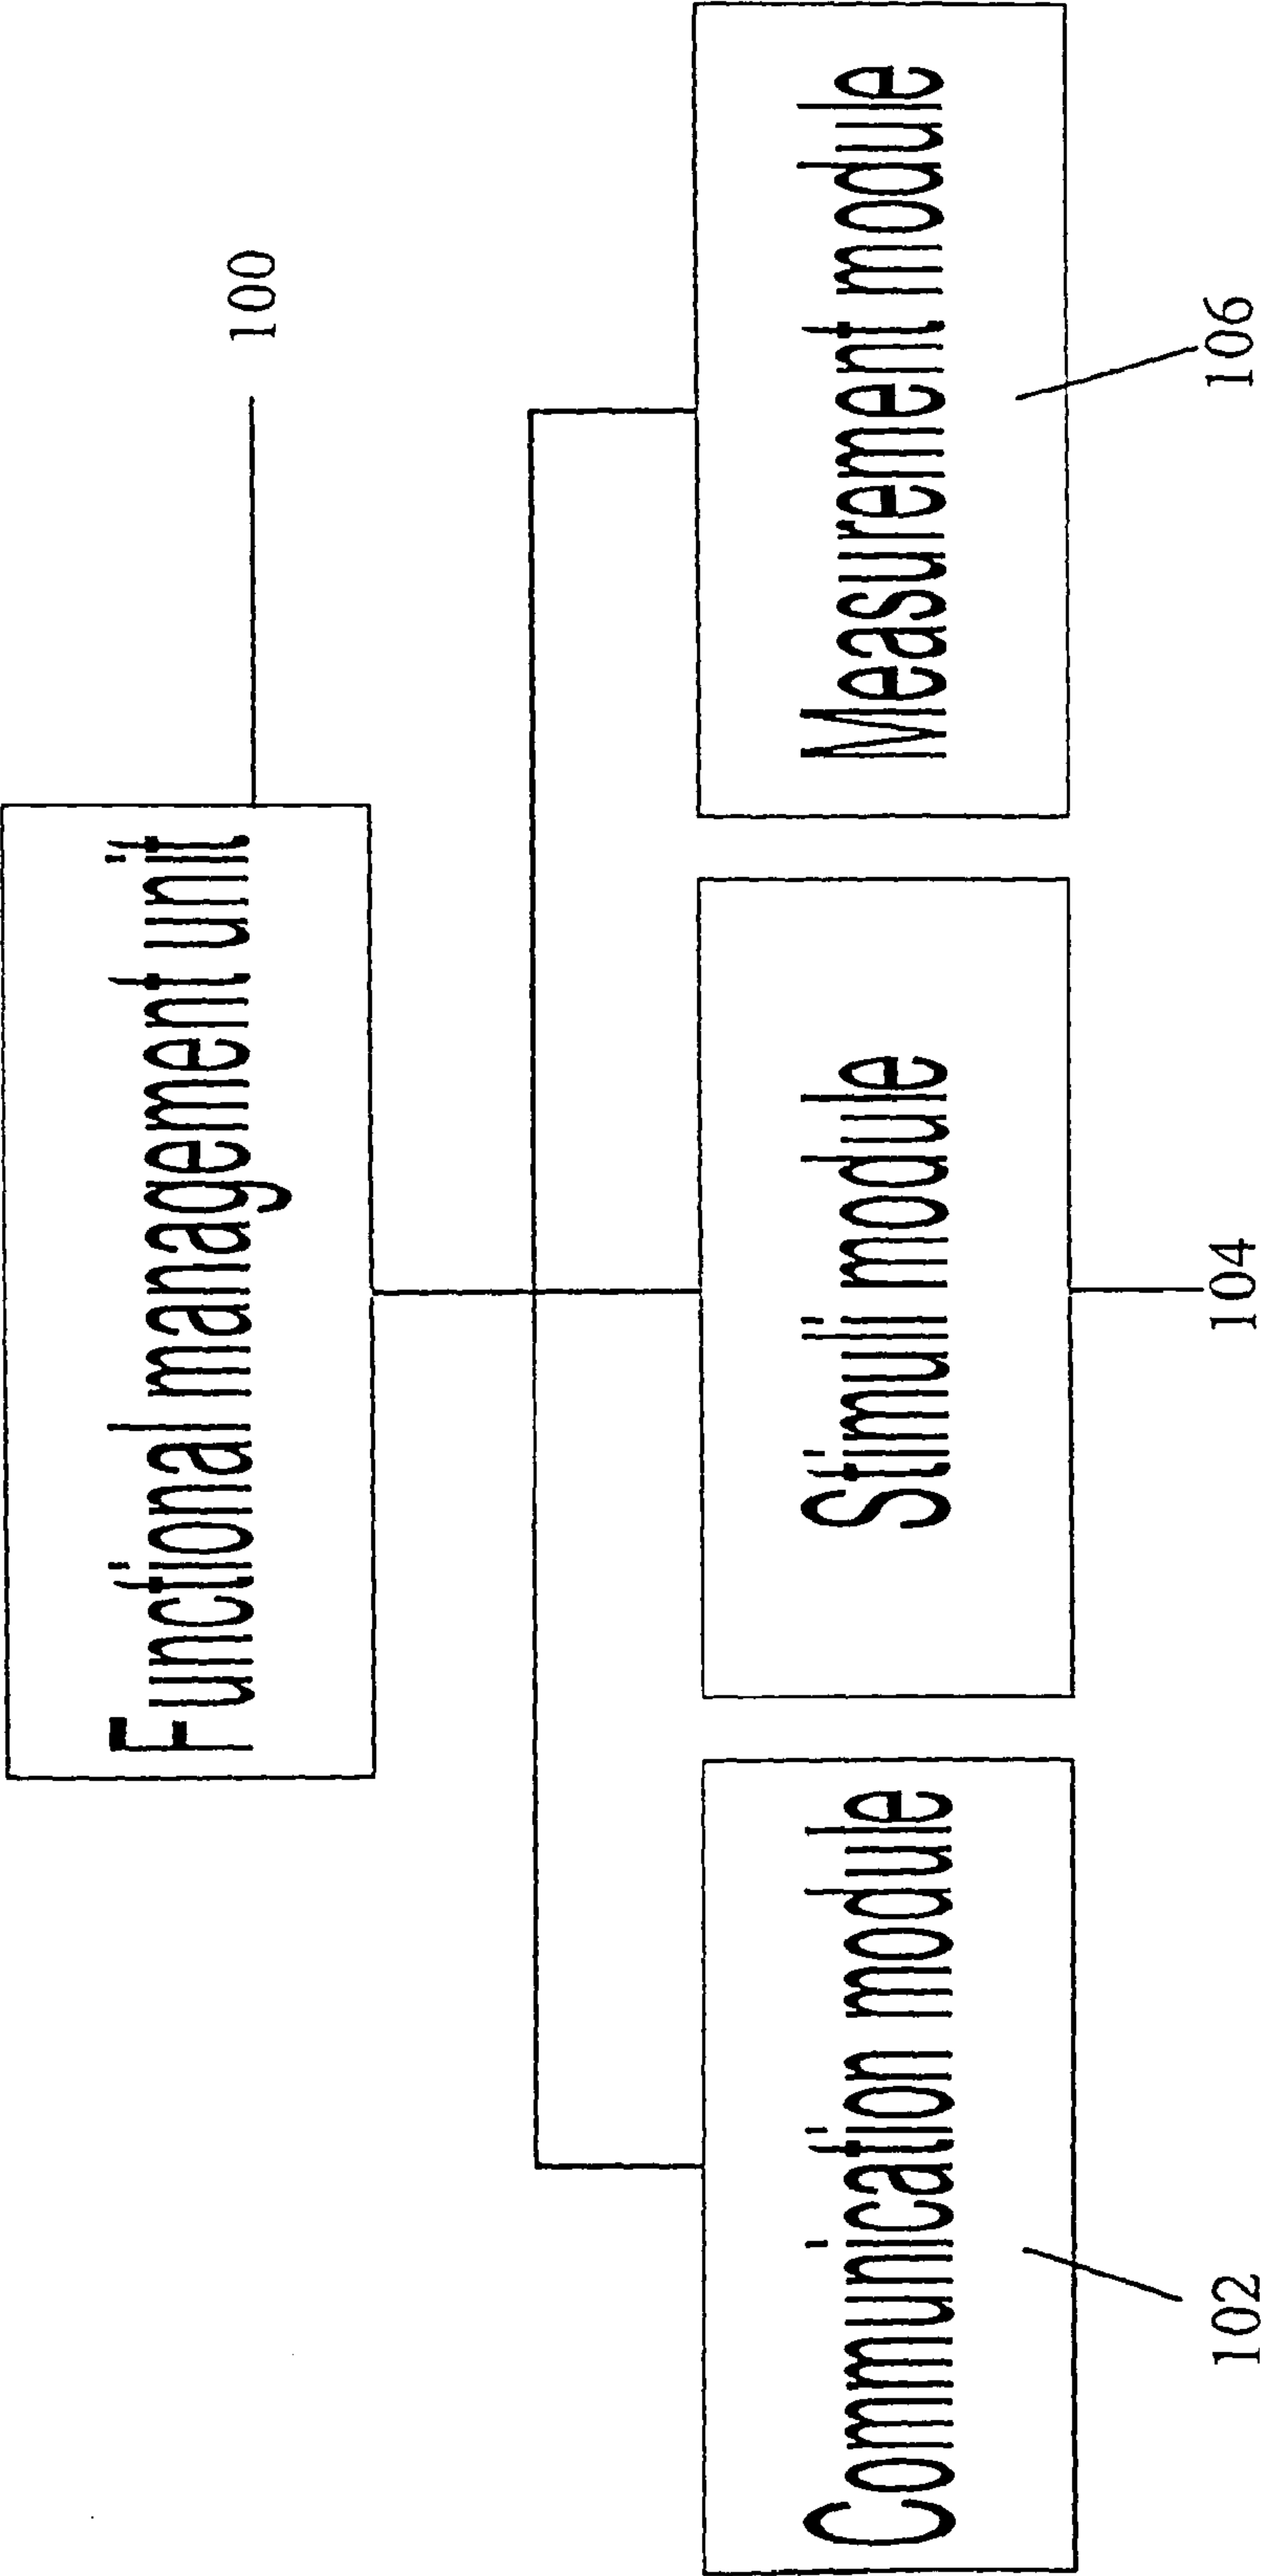 Functional management unit
100
Communication module
Stimuli module
Measurement module
102
104
106